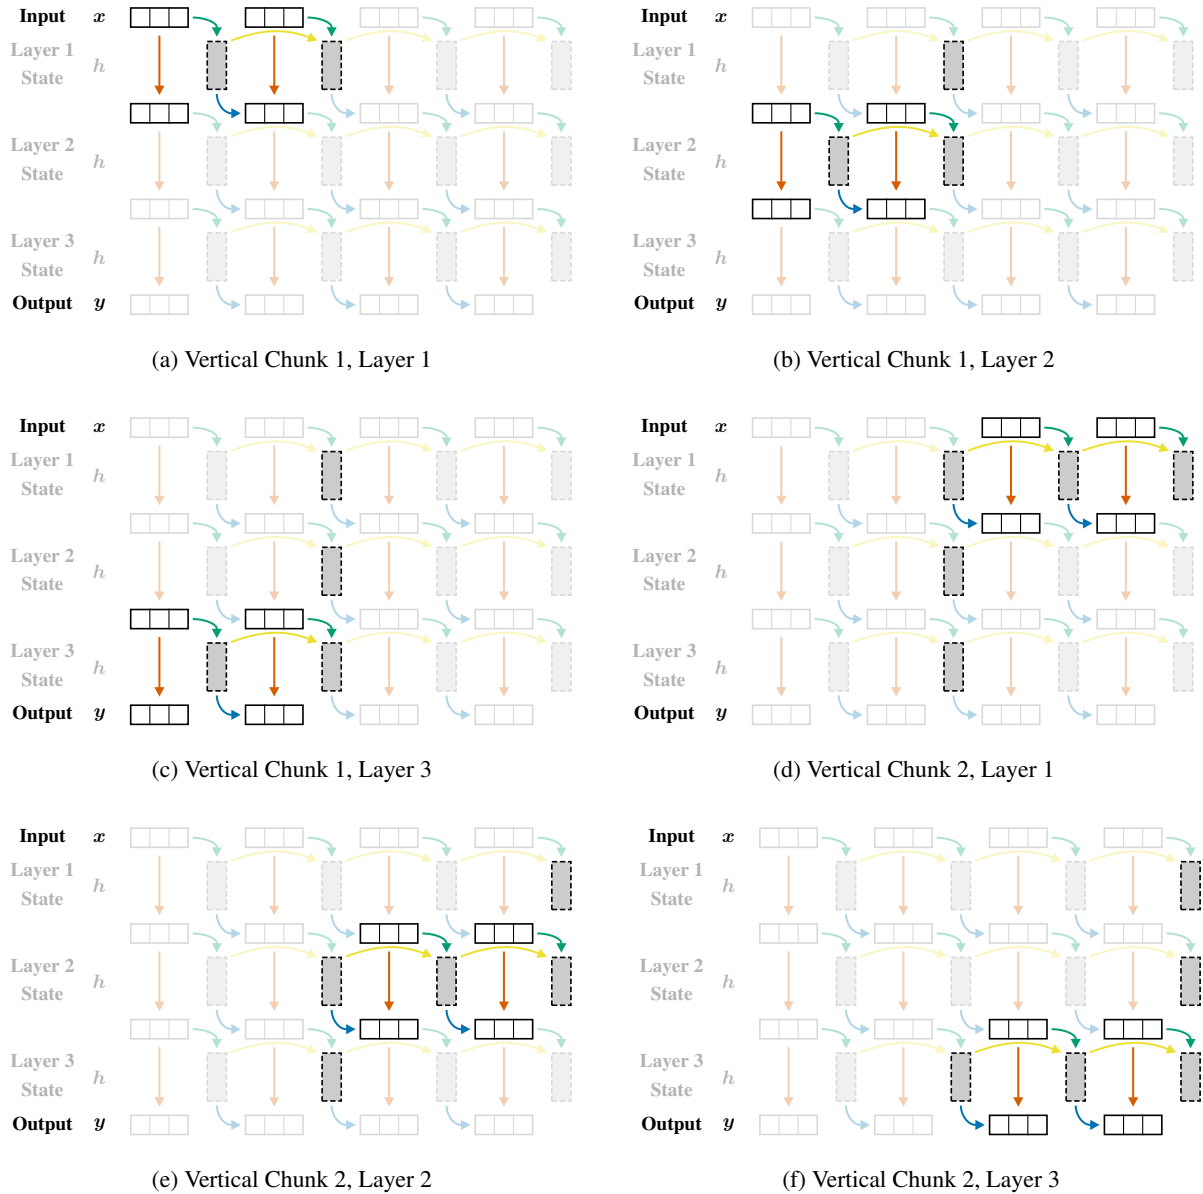 Input x
Layer 1
State h
Layer 2
State h
Layer 3
State h
Output y
(a) Vertical Chunk 1, Layer 1
Input x
Layer 1
State h
Layer 2
State h
Layer 3
State h
Output y
(b) Vertical Chunk 1, Layer 2
Input x
Layer 1
State h
Layer 2
State h
Layer 3
State h
Output y
(c) Vertical Chunk 1, Layer 3
Input x
Layer 1
State h
Layer 2
State h
Layer 3
State h
Output y
(d) Vertical Chunk 2, Layer 1
Input x
Layer 1
State h
Layer 2
State h
Layer 3
State h
Output y
(e) Vertical Chunk 2, Layer 2
Input x
Layer 1
State h
Layer 2
State h
Layer 3
State h
Output y
(f) Vertical Chunk 2, Layer 3